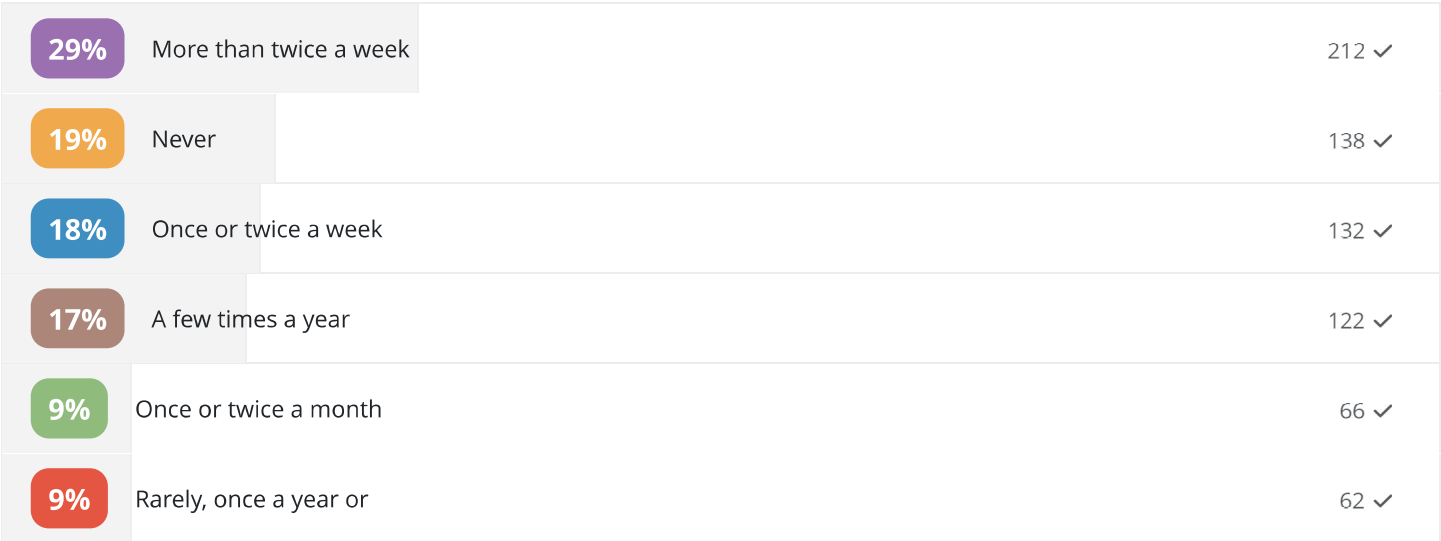 29% More than twice a week 212
19% Never 138
18% Once or twice a week 132
17% A few times a year 122
9% Once or twice a month 66
9% Rarely, once a year or 62